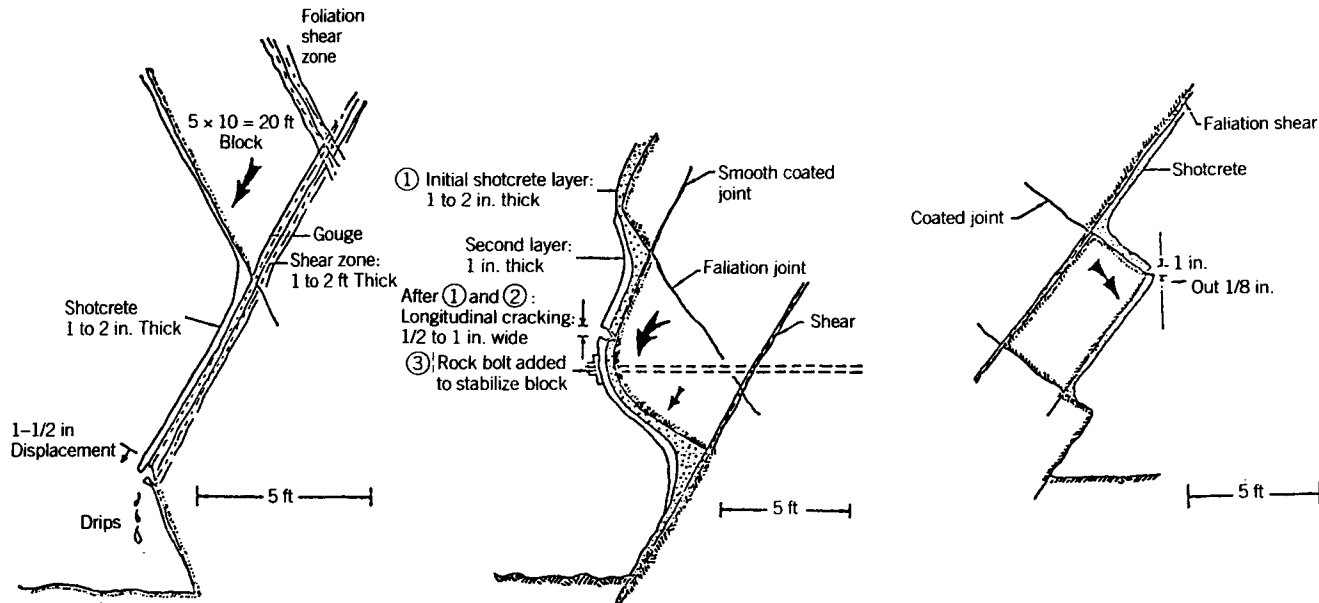 Foliation
shear
zone
5 × 10 = 20 ft
Block
Gouge
Shear zone:
1 to 2 ft Thick
Shotcrete
1 to 2 in. Thick
1–1/2 in
Displacement
Drips
5 ft
① Initial shotcrete layer:
1 to 2 in. thick
Smooth coated
joint
Second layer:
1 in. thick
Faliation joint
After ① and ② :
Longitudinal cracking:
1/2 to 1 in. wide
Shear
③ Rock bolt added
to stabilize block
5 ft
Faliation shear
Shotcrete
Coated joint
1 in.
Out 1/8 in.
5 ft